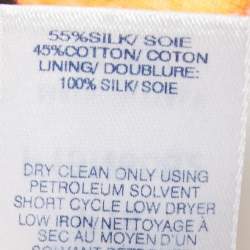 55%SILK/ SOIE
45%COTTON/ COTON
LINING/ DOUBLURE:
100% SILK/SOIE
DRY CLEAN ONLY USING
PETROLEUM SOLVENT
SHORT CYCLE LOW DRYER
LOW IRON/NETTOYAGE À
SEC AU MOYEN D'UN
SOLVANT